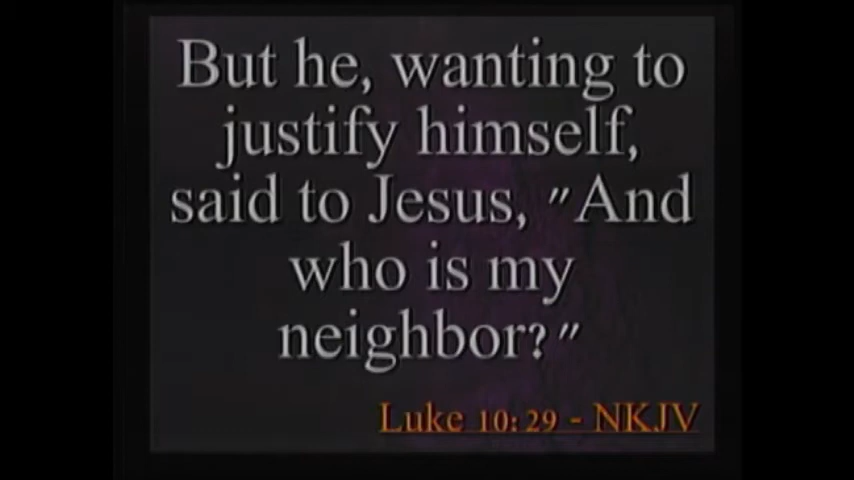 But he, wanting to
justify himself,
said to Jesus, "And
who is my
neighbor?"
Luke 10:29 - NKJV